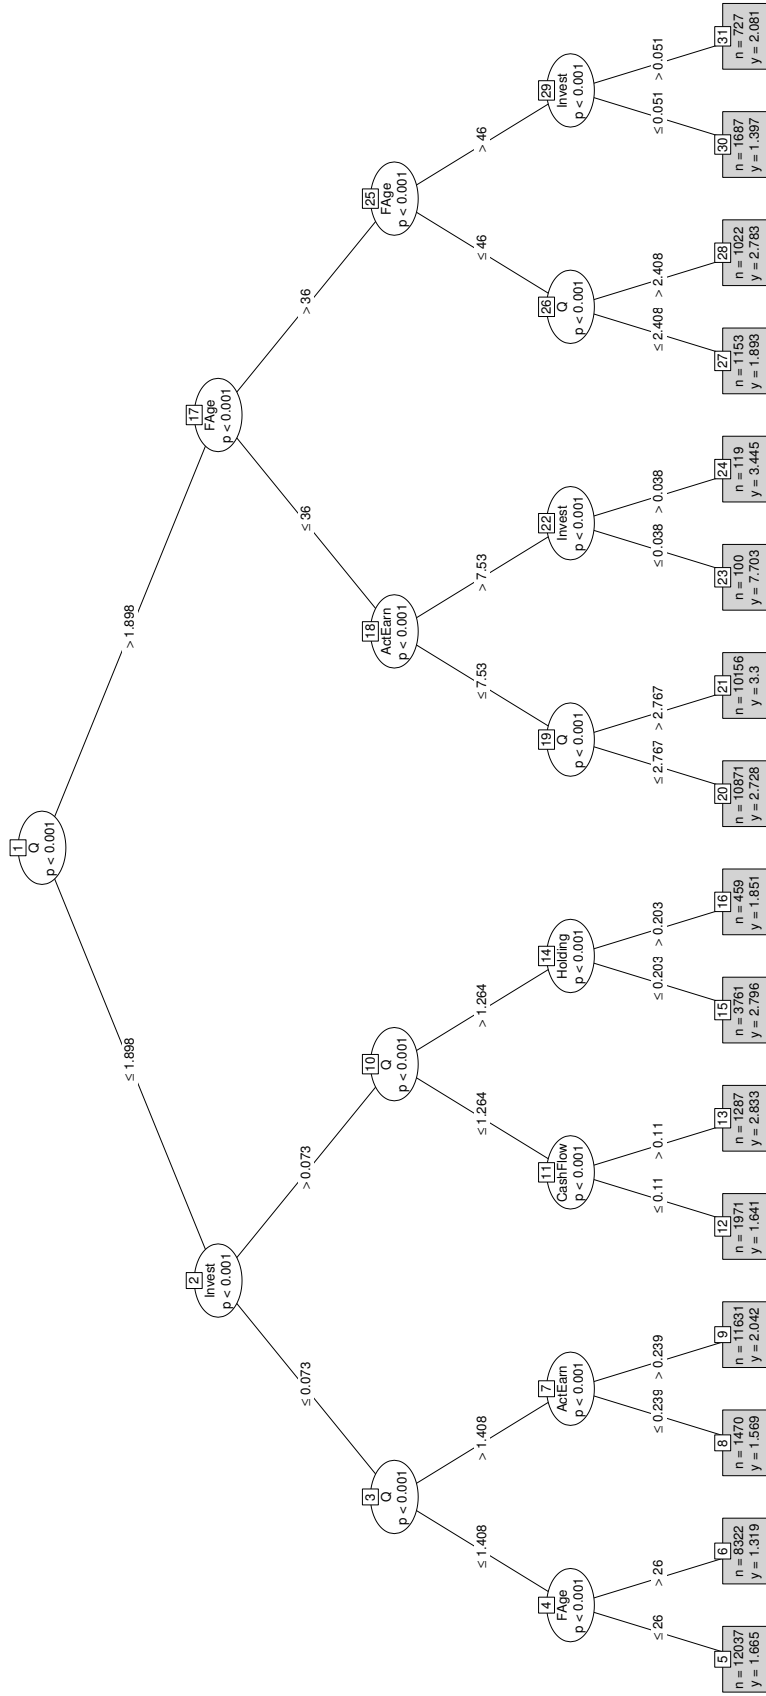 1
Q
p < 0.001
≤ 1.898
> 1.898
2
Invest
p < 0.001
≤ 0.073
> 0.073
3
Q
p < 0.001
≤ 1.408
> 1.408
4
FAge
p < 0.001
≤ 26
> 26
5
n = 12037
y = 1.665
6
n = 8322
y = 1.319
7
ActEarn
p < 0.001
≤ 0.239
> 0.239
8
n = 1470
y = 1.569
9
n = 11631
y = 2.042
10
Q
p < 0.001
≤ 1.264
> 1.264
11
CashFlow
p < 0.001
≤ 0.11
> 0.11
12
n = 1971
y = 1.641
13
n = 1287
y = 2.833
14
Holding
p < 0.001
≤ 0.203
> 0.203
15
n = 3761
y = 2.796
16
n = 459
y = 1.851
17
FAge
p < 0.001
≤ 36
> 36
18
ActEarn
p < 0.001
≤ 7.53
> 7.53
19
Q
p < 0.001
≤ 2.767
> 2.767
20
n = 10871
y = 2.728
21
n = 10156
y = 3.3
22
Invest
p < 0.001
≤ 0.038
> 0.038
23
n = 100
y = 7.703
24
n = 119
y = 3.445
25
FAge
p < 0.001
≤ 46
> 46
26
Q
p < 0.001
≤ 2.408
> 2.408
27
n = 1153
y = 1.893
28
n = 1022
y = 2.783
29
Invest
p < 0.001
≤ 0.051
> 0.051
30
n = 1687
y = 1.397
31
n = 727
y = 2.081